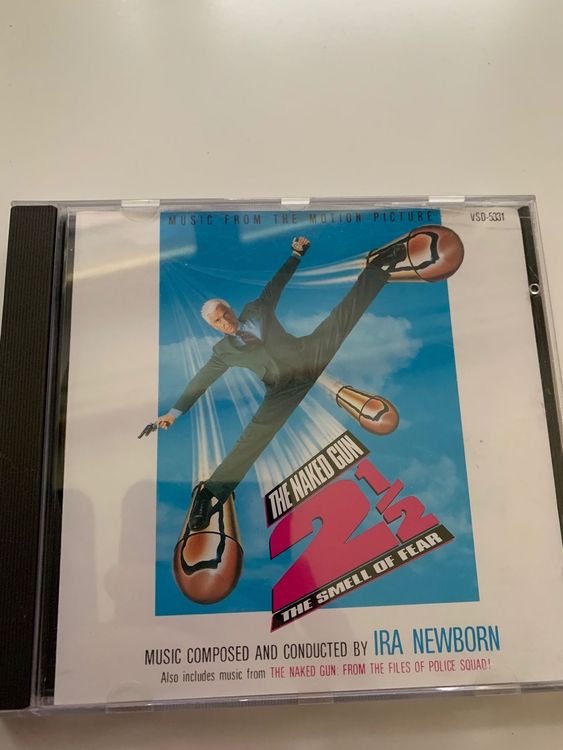 MUSIC FROM THE MOTION PICTURE
VSD-5331
THE NAKED GUN
2 1/2
THE SMELL OF FEAR
MUSIC COMPOSED AND CONDUCTED BY IRA NEWBORN
Also includes music from THE NAKED GUN: FROM THE FILES OF POLICE SQUAD!